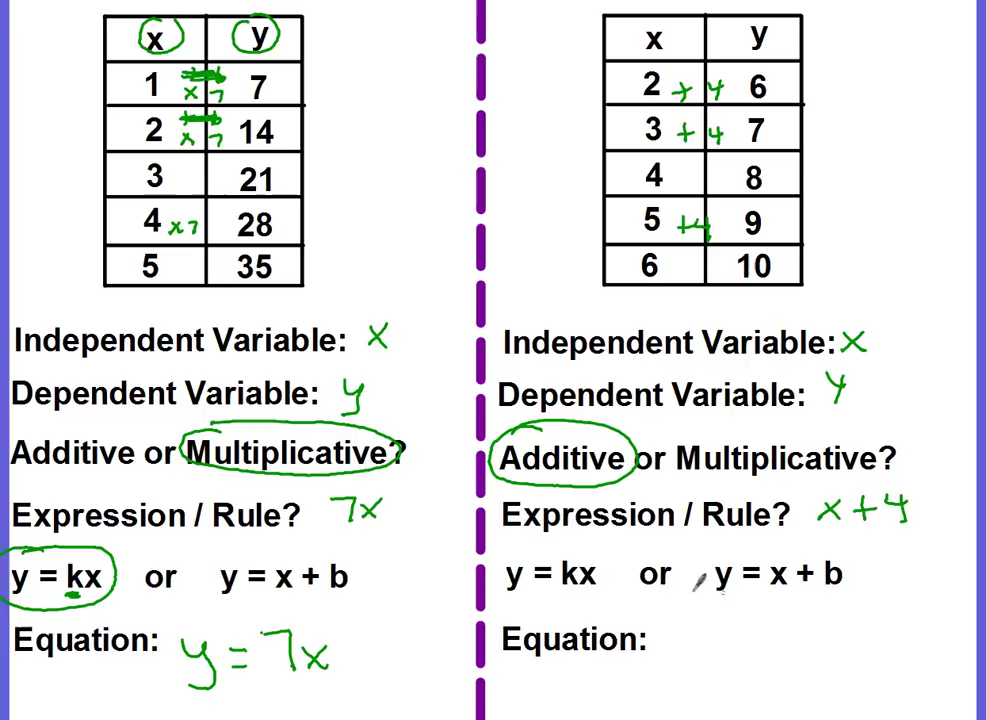 x y
1 x 7 7
2 x 7 14
3 21
4 x7 28
5 35
Independent Variable: x
Dependent Variable: y
Additive or Multiplicative?
Expression / Rule? 7x
y = kx or y = x + b
Equation: y = 7x
x y
2 + 4 6
3 + 4 7
4 8
5 +4 9
6 10
Independent Variable: x
Dependent Variable: y
Additive or Multiplicative?
Expression / Rule? x + 4
y = kx or y = x + b
Equation: